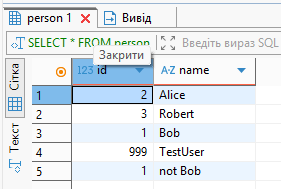 person 1 Вивід
SELECT * FROM person Введіть вираз SQL
Закрити
Сітка
Текст
123 id A-Z name
1 2 Alice
2 3 Robert
3 1 Bob
4 999 TestUser
5 1 not Bob